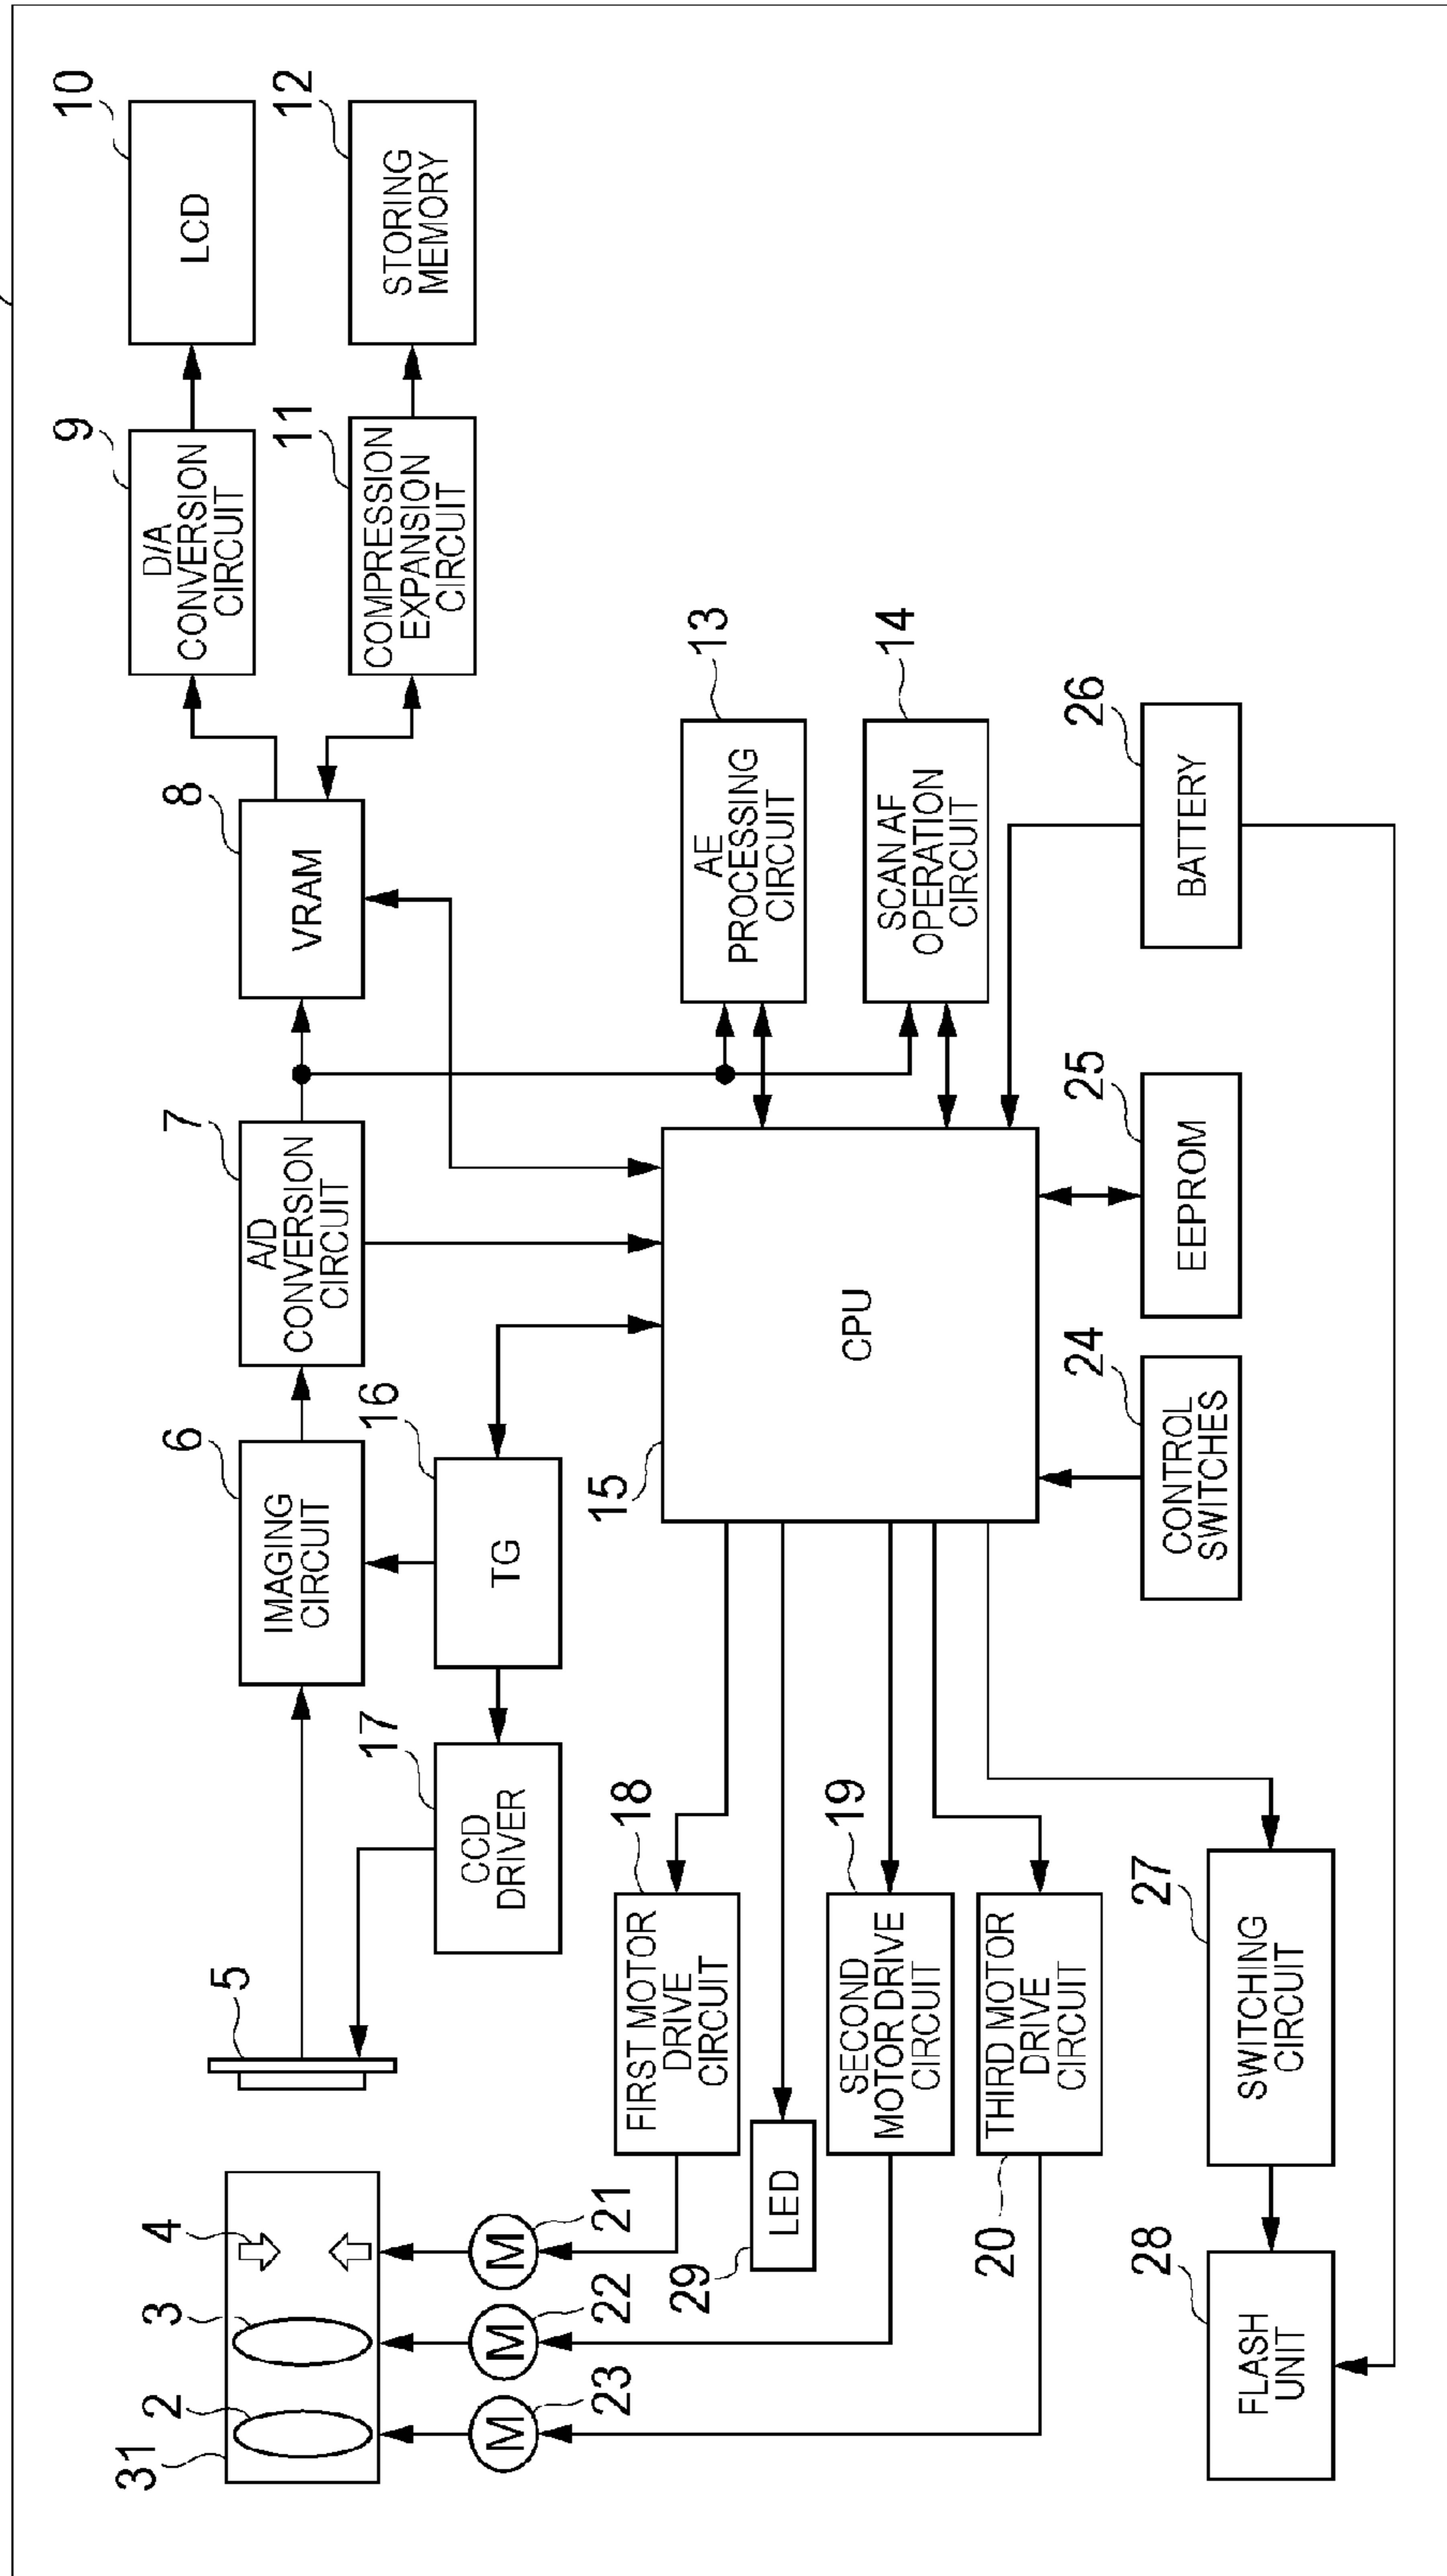 10
LCD
12
STORING
MEMORY
9
D/A
CONVERSION
CIRCUIT
11
COMPRESSION
EXPANSION
CIRCUIT
8
VRAM
7
A/D
CONVERSION
CIRCUIT
6
IMAGING
CIRCUIT
16
TG
17
CCD
DRIVER
5
13
AE
PROCESSING
CIRCUIT
14
SCAN AF
OPERATION
CIRCUIT
15
CPU
26
BATTERY
25
EEPROM
24
CONTROL
SWITCHES
18
FIRST MOTOR
DRIVE
CIRCUIT
29
LED
19
SECOND
MOTOR DRIVE
CIRCUIT
20
THIRD MOTOR
DRIVE
CIRCUIT
27
SWITCHING
CIRCUIT
28
FLASH
UNIT
31
2
3
4
M
21
M
22
M
23